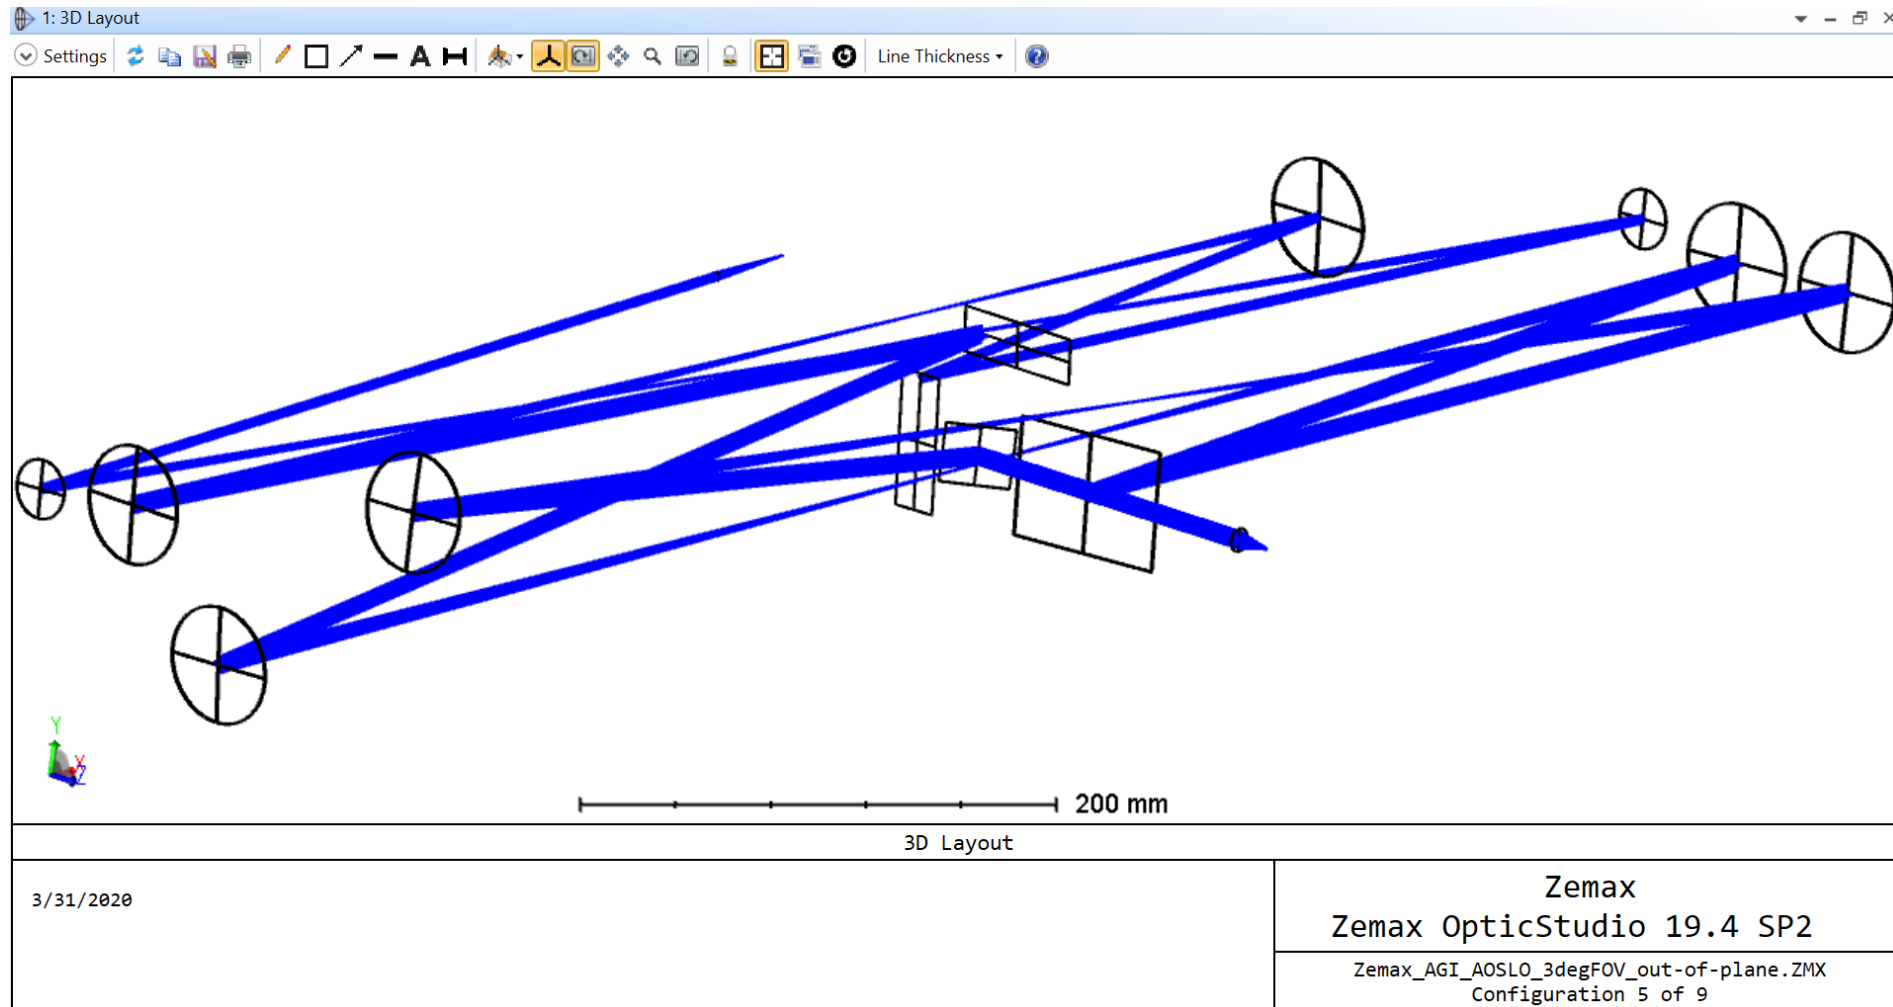 1: 3D Layout
Settings
A
Line Thickness
Y
X
Z
200 mm
3D Layout
3/31/2020
Zemax
Zemax OpticStudio 19.4 SP2
Zemax_AGI_AOSLO_3degFOV_out-of-plane.ZMX
Configuration 5 of 9